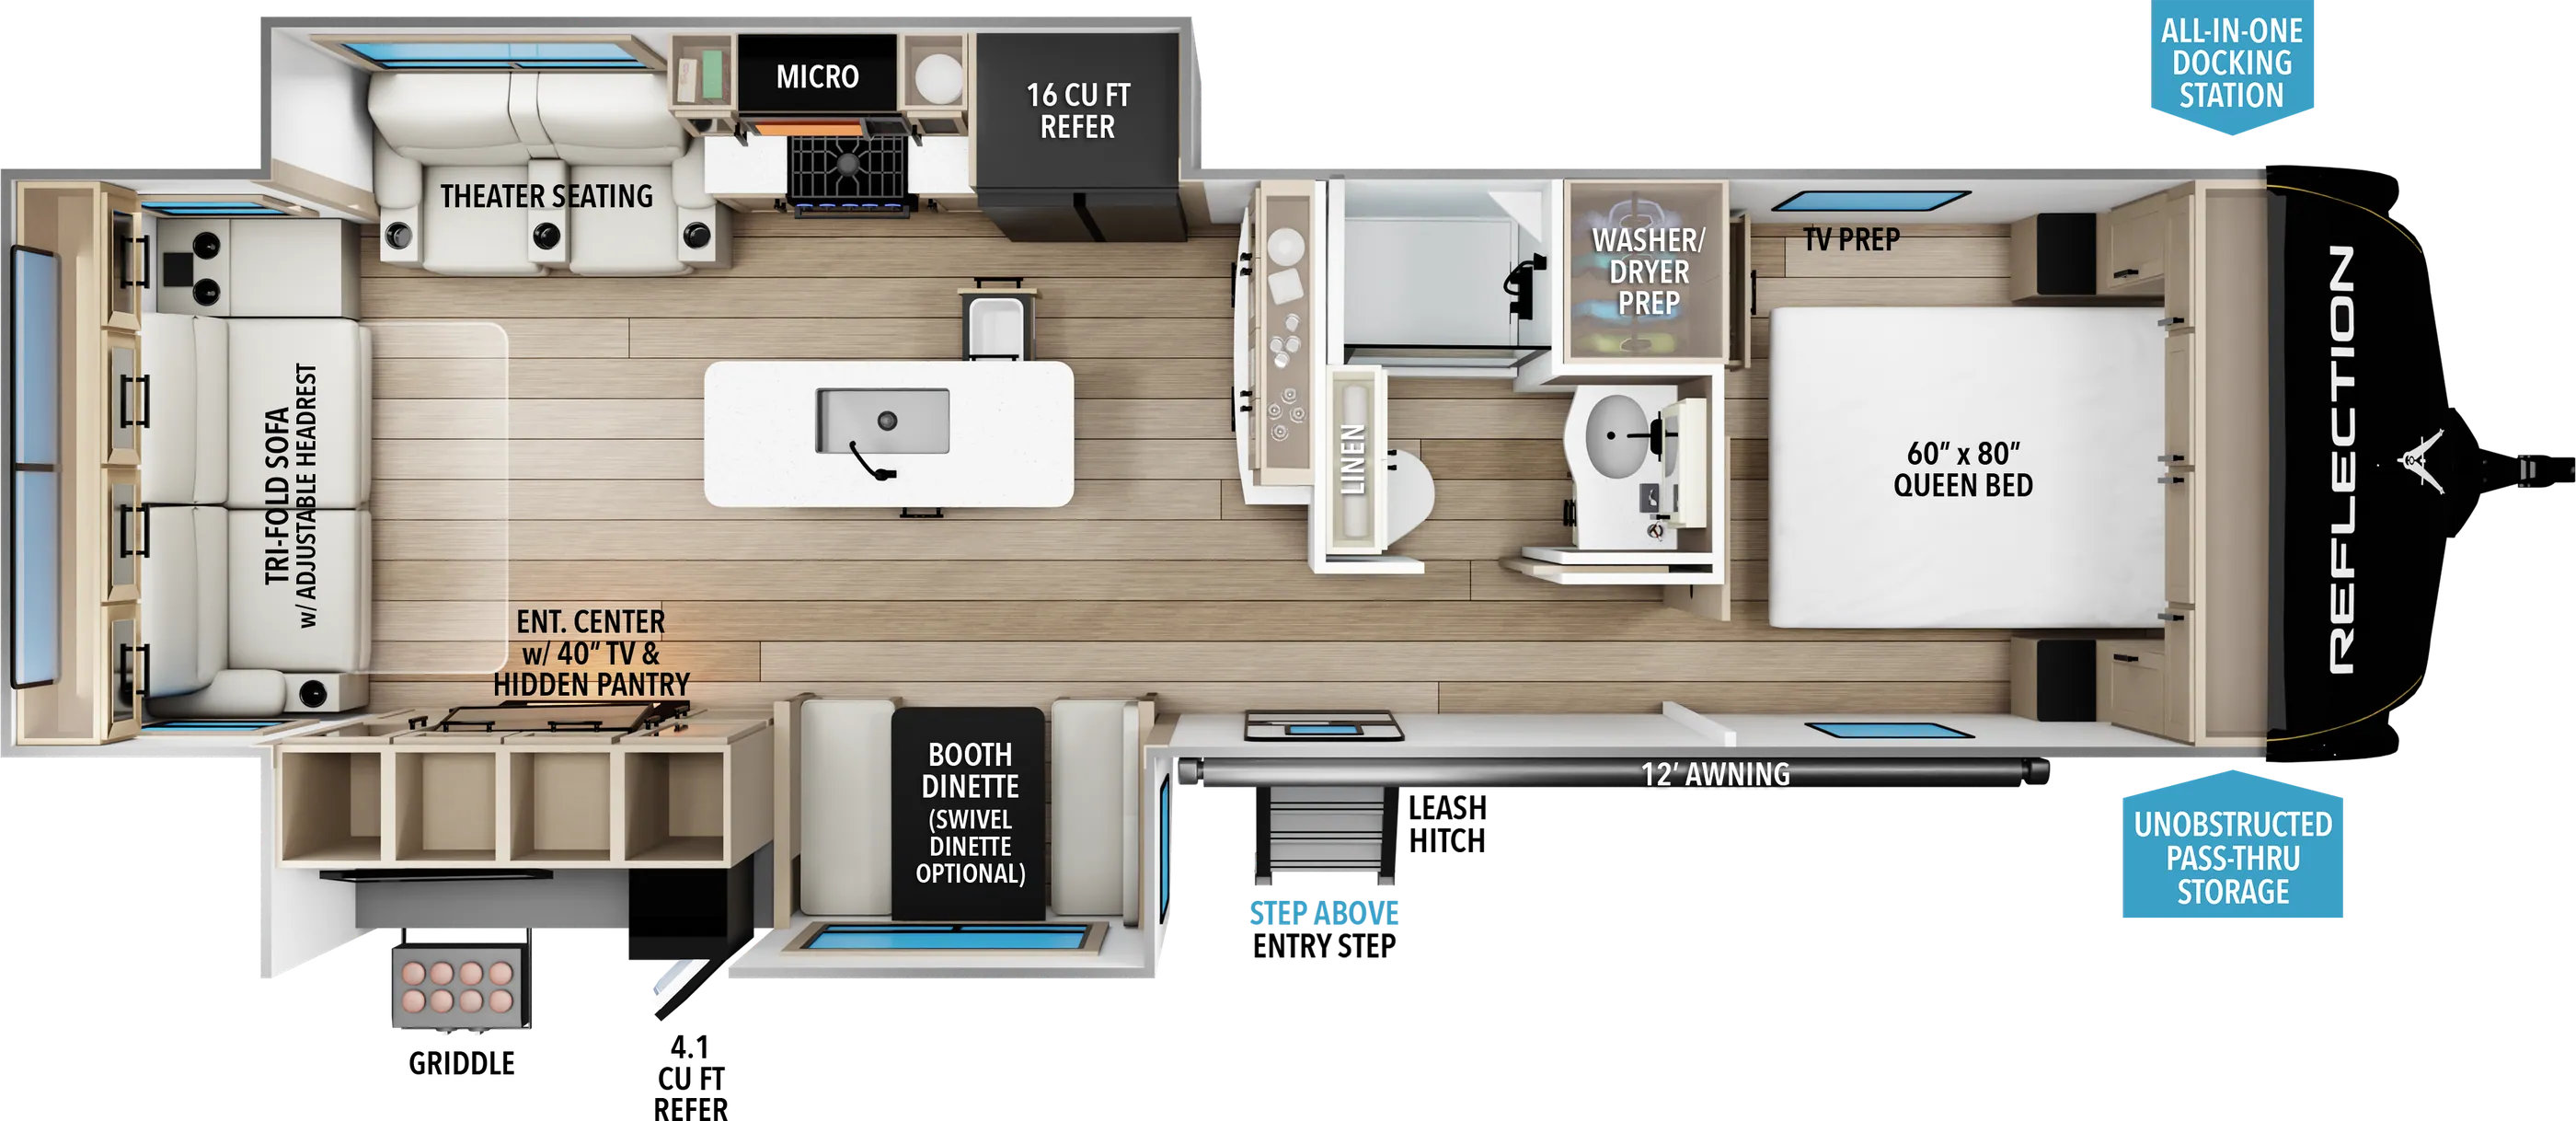 ALL-IN-ONE
DOCKING
STATION
MICRO
16 CU FT
REFER
THEATER SEATING
WASHER/
DRYER
PREP
TV PREP
REFLECTION
TRI-FOLD SOFA
w/ ADJUSTABLE HEADREST
LINEN
60” x 80”
QUEEN BED
ENT. CENTER
w/ 40” TV &
HIDDEN PANTRY
BOOTH
DINETTE
(SWIVEL
DINETTE
OPTIONAL)
12’ AWNING
LEASH
HITCH
STEP ABOVE
ENTRY STEP
UNOBSTRUCTED
PASS-THRU
STORAGE
GRIDDLE
4.1
CU FT
REFER